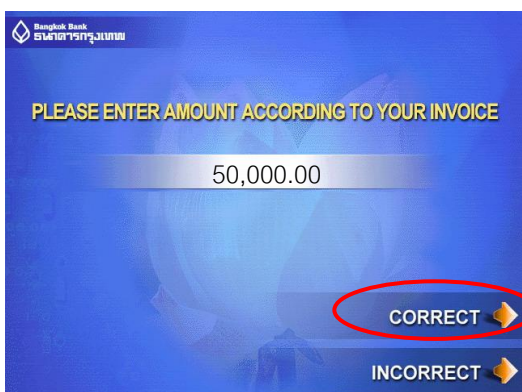 Bangkok Bank
ธนาคารกรุงเทพ
PLEASE ENTER AMOUNT ACCORDING TO YOUR INVOICE
50,000.00
CORRECT
INCORRECT